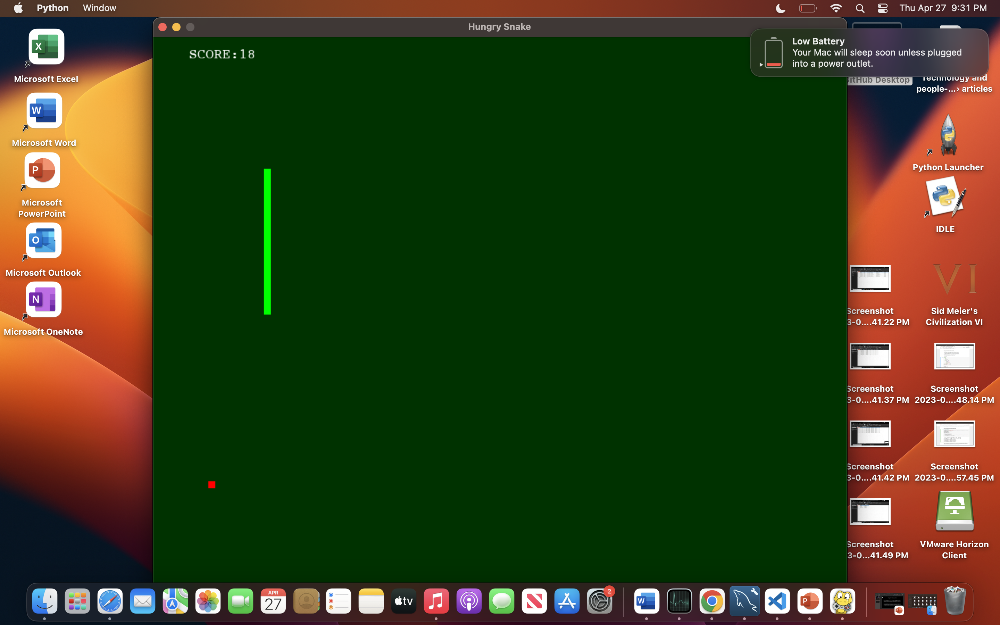 Python Window
Thu Apr 27 9:31 PM
Hungry Snake
SCORE:18
Low Battery
Your Mac will sleep soon unless plugged
into a power outlet.
GitHub Desktop
Technology and
people-...› articles
X
Microsoft Excel
W
Microsoft Word
P
Microsoft
PowerPoint
O
Microsoft Outlook
N
Microsoft OneNote
Python Launcher
IDLE
VI
Sid Meier's
Civilization VI
Screenshot
3-0....41.22 PM
Screenshot
3-0....41.37 PM
Screenshot
2023-0....48.14 PM
Screenshot
3-0....41.42 PM
Screenshot
2023-0....57.45 PM
Screenshot
3-0...41.49 PM
VMware Horizon
Client
APR
27
tv
2
W
P